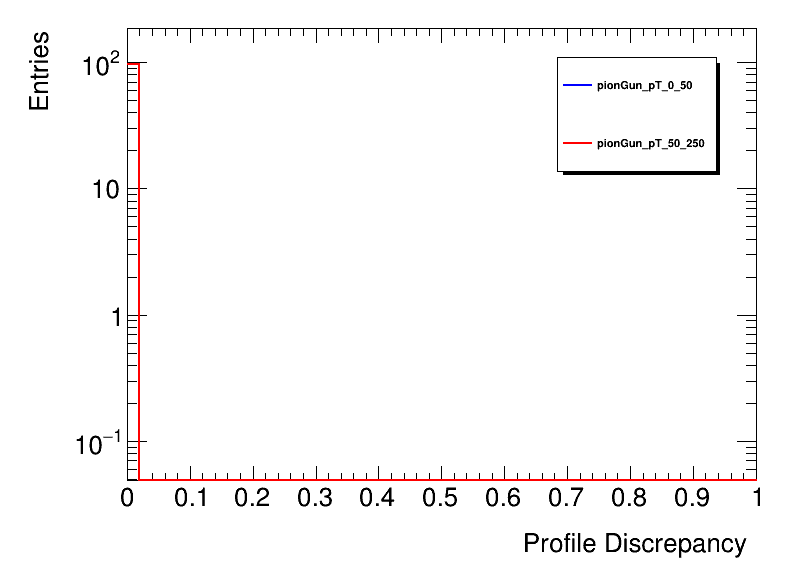 Entries
10²
10
1
10⁻¹
pionGun_pT_0_50
pionGun_pT_50_250
0 0.1 0.2 0.3 0.4 0.5 0.6 0.7 0.8 0.9 1
Profile Discrepancy